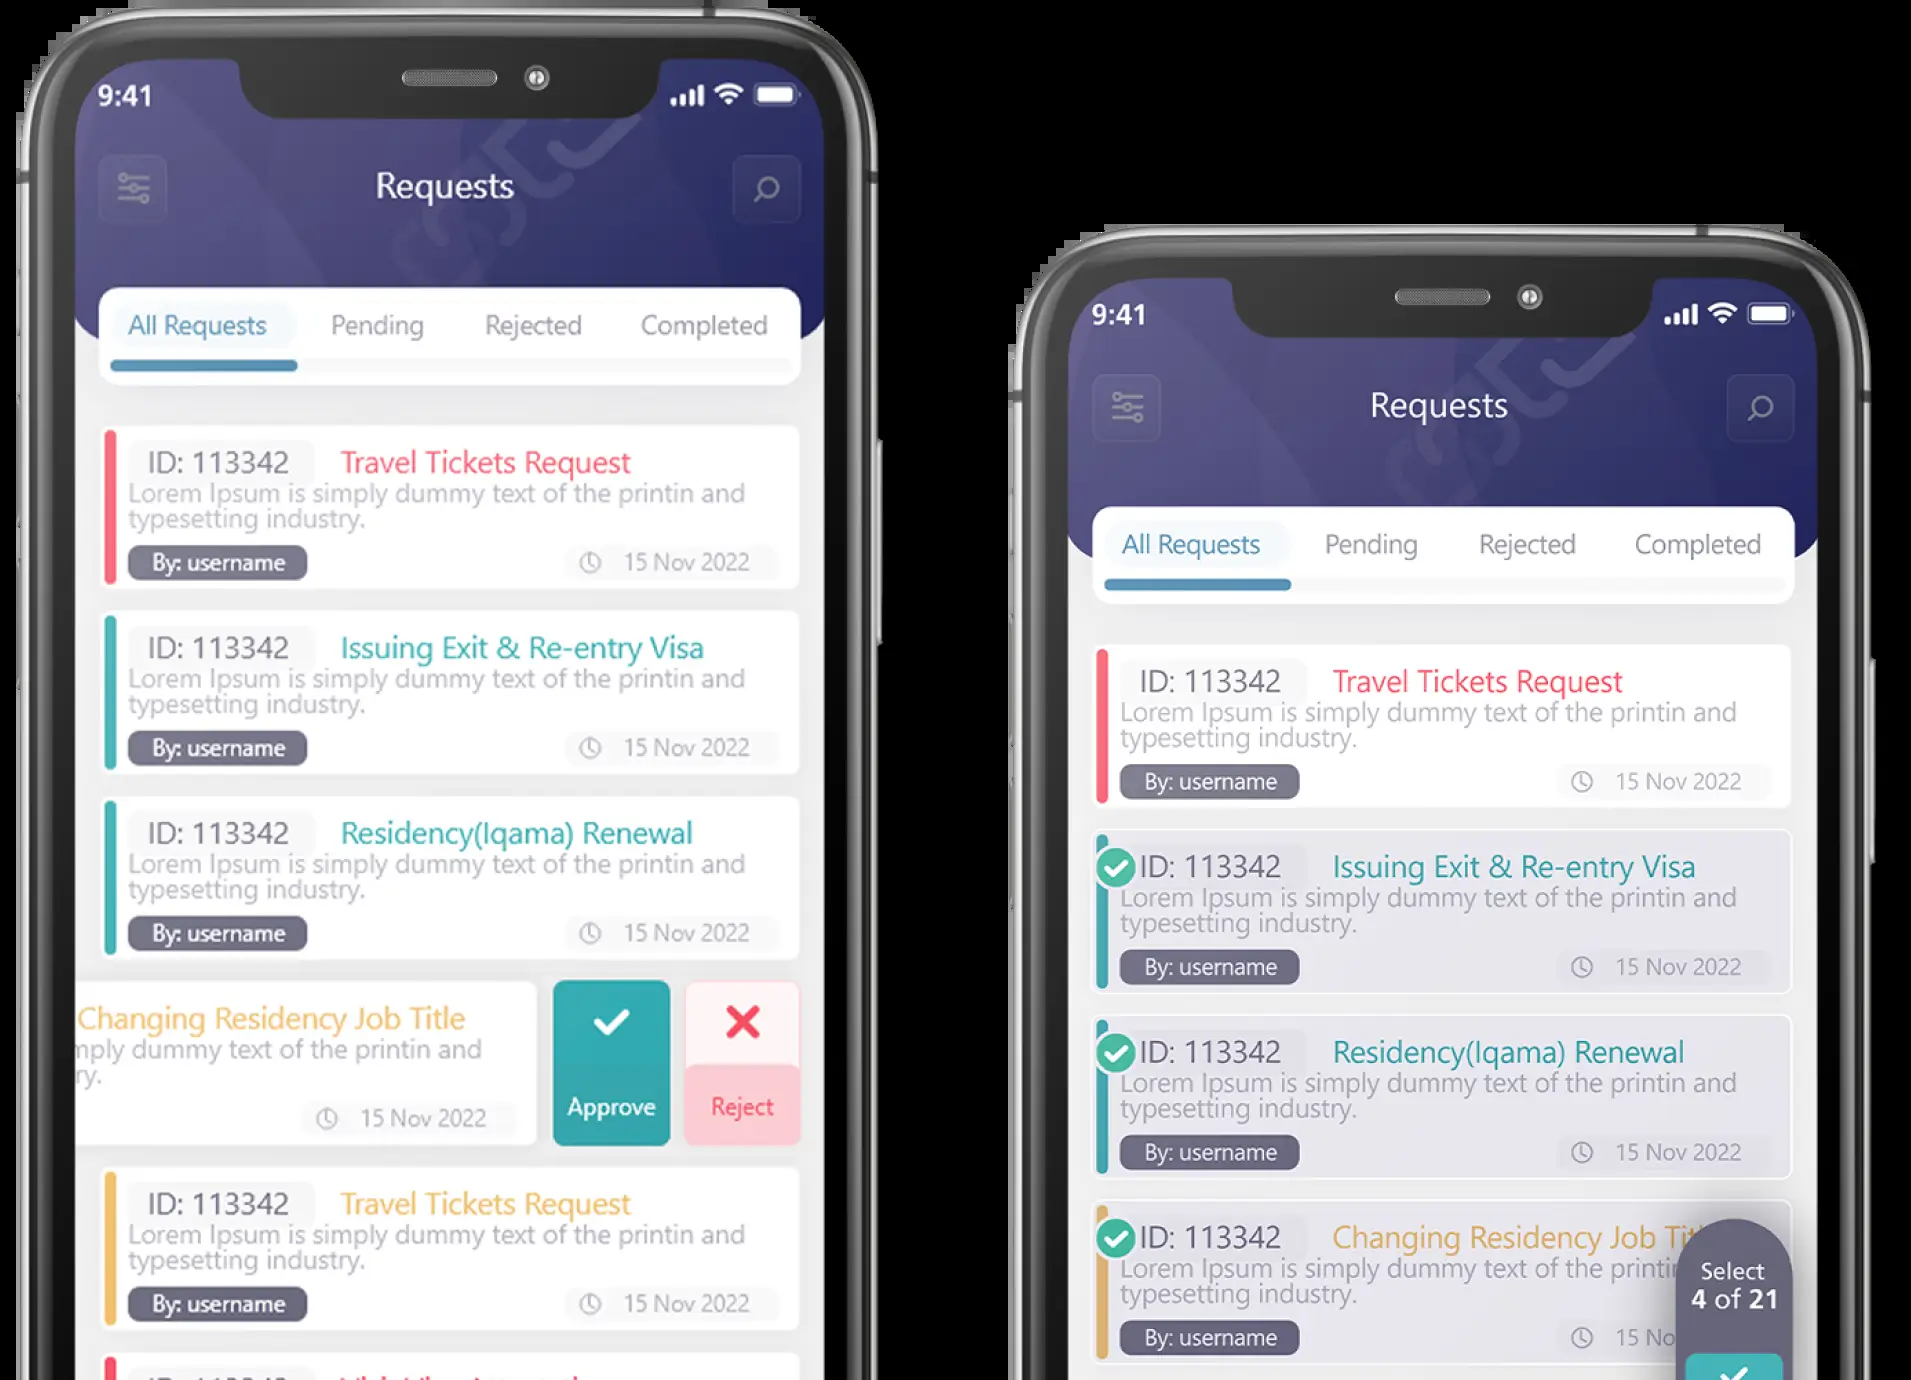 9:41
Requests
All Requests Pending Rejected Completed
ID: 113342 Travel Tickets Request
Lorem Ipsum is simply dummy text of the printin and
typesetting industry.
By: username 15 Nov 2022
ID: 113342 Issuing Exit & Re-entry Visa
Lorem Ipsum is simply dummy text of the printin and
typesetting industry.
By: username 15 Nov 2022
ID: 113342 Residency(Iqama) Renewal
Lorem Ipsum is simply dummy text of the printin and
typesetting industry.
By: username 15 Nov 2022
Changing Residency Job Title
mply dummy text of the printin and
ry.
15 Nov 2022
Approve
Reject
ID: 113342 Travel Tickets Request
Lorem Ipsum is simply dummy text of the printin and
typesetting industry.
By: username 15 Nov 2022
9:41
Requests
All Requests Pending Rejected Completed
ID: 113342 Travel Tickets Request
Lorem Ipsum is simply dummy text of the printin and
typesetting industry.
By: username 15 Nov 2022
ID: 113342 Issuing Exit & Re-entry Visa
Lorem Ipsum is simply dummy text of the printin and
typesetting industry.
By: username 15 Nov 2022
ID: 113342 Residency(Iqama) Renewal
Lorem Ipsum is simply dummy text of the printin and
typesetting industry.
By: username 15 Nov 2022
ID: 113342 Changing Residency Job Tit
Lorem Ipsum is simply dummy text of the printin
typesetting industry.
By: username 15 No
Select
4 of 21